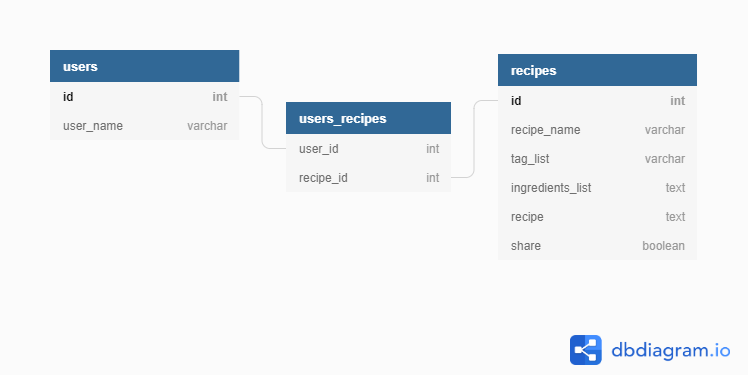 users
id int
user_name varchar
users_recipes
user_id int
recipe_id int
recipes
id int
recipe_name varchar
tag_list varchar
ingredients_list text
recipe text
share boolean
dbdiagram.io